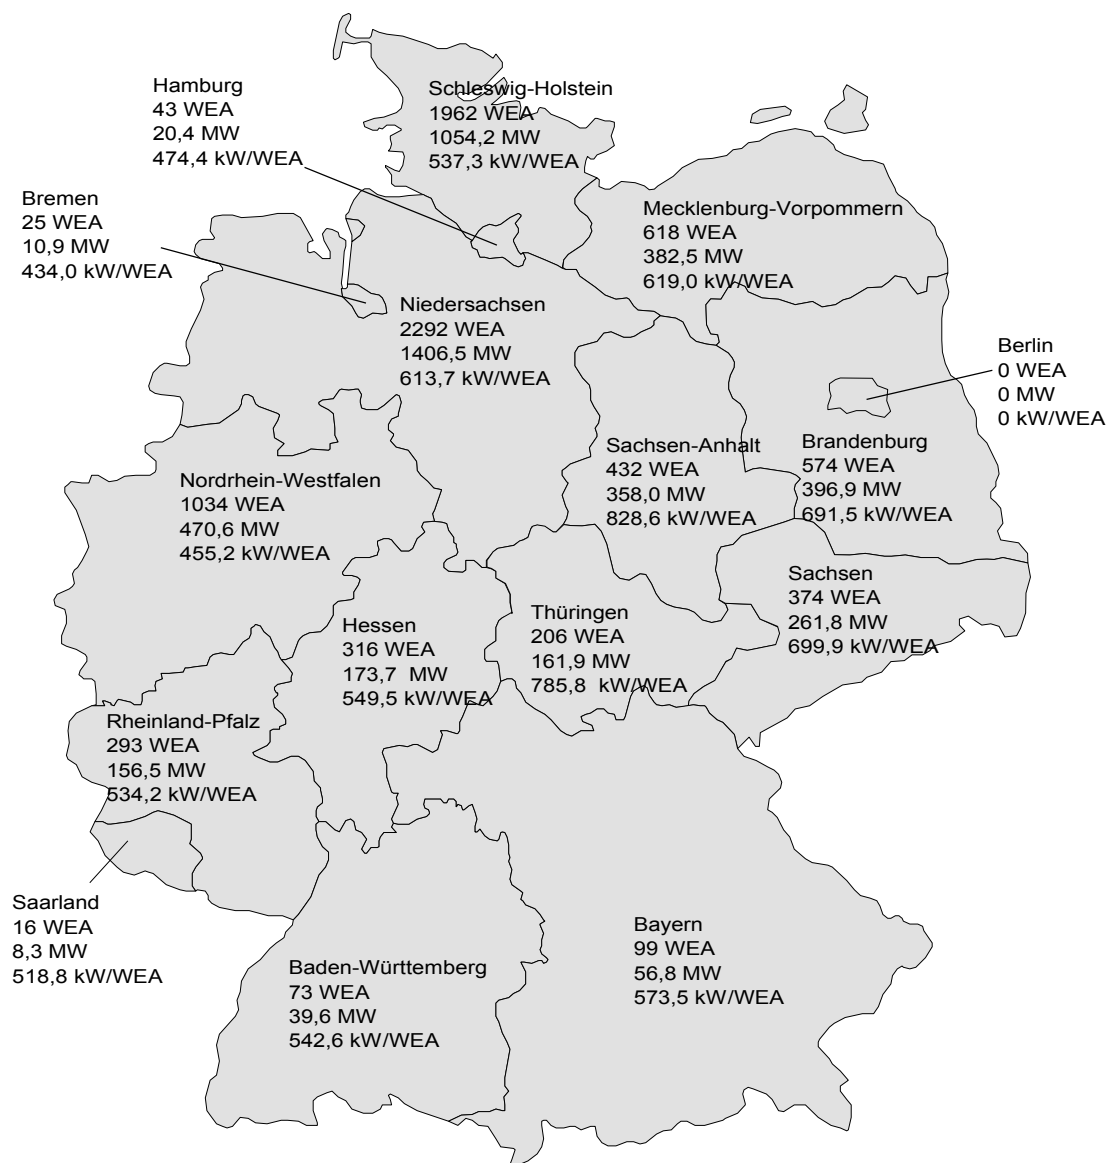 Hamburg
43 WEA
20,4 MW
474,4 kW/WEA
Schleswig-Holstein
1962 WEA
1054,2 MW
537,3 kW/WEA
Bremen
25 WEA
10,9 MW
434,0 kW/WEA
Mecklenburg-Vorpommern
618 WEA
382,5 MW
619,0 kW/WEA
Niedersachsen
2292 WEA
1406,5 MW
613,7 kW/WEA
Berlin
0 WEA
0 MW
0 kW/WEA
Nordrhein-Westfalen
1034 WEA
470,6 MW
455,2 kW/WEA
Sachsen-Anhalt
432 WEA
358,0 MW
828,6 kW/WEA
Brandenburg
574 WEA
396,9 MW
691,5 kW/WEA
Hessen
316 WEA
173,7 MW
549,5 kW/WEA
Thüringen
206 WEA
161,9 MW
785,8 kW/WEA
Sachsen
374 WEA
261,8 MW
699,9 kW/WEA
Rheinland-Pfalz
293 WEA
156,5 MW
534,2 kW/WEA
Saarland
16 WEA
8,3 MW
518,8 kW/WEA
Baden-Württemberg
73 WEA
39,6 MW
542,6 kW/WEA
Bayern
99 WEA
56,8 MW
573,5 kW/WEA